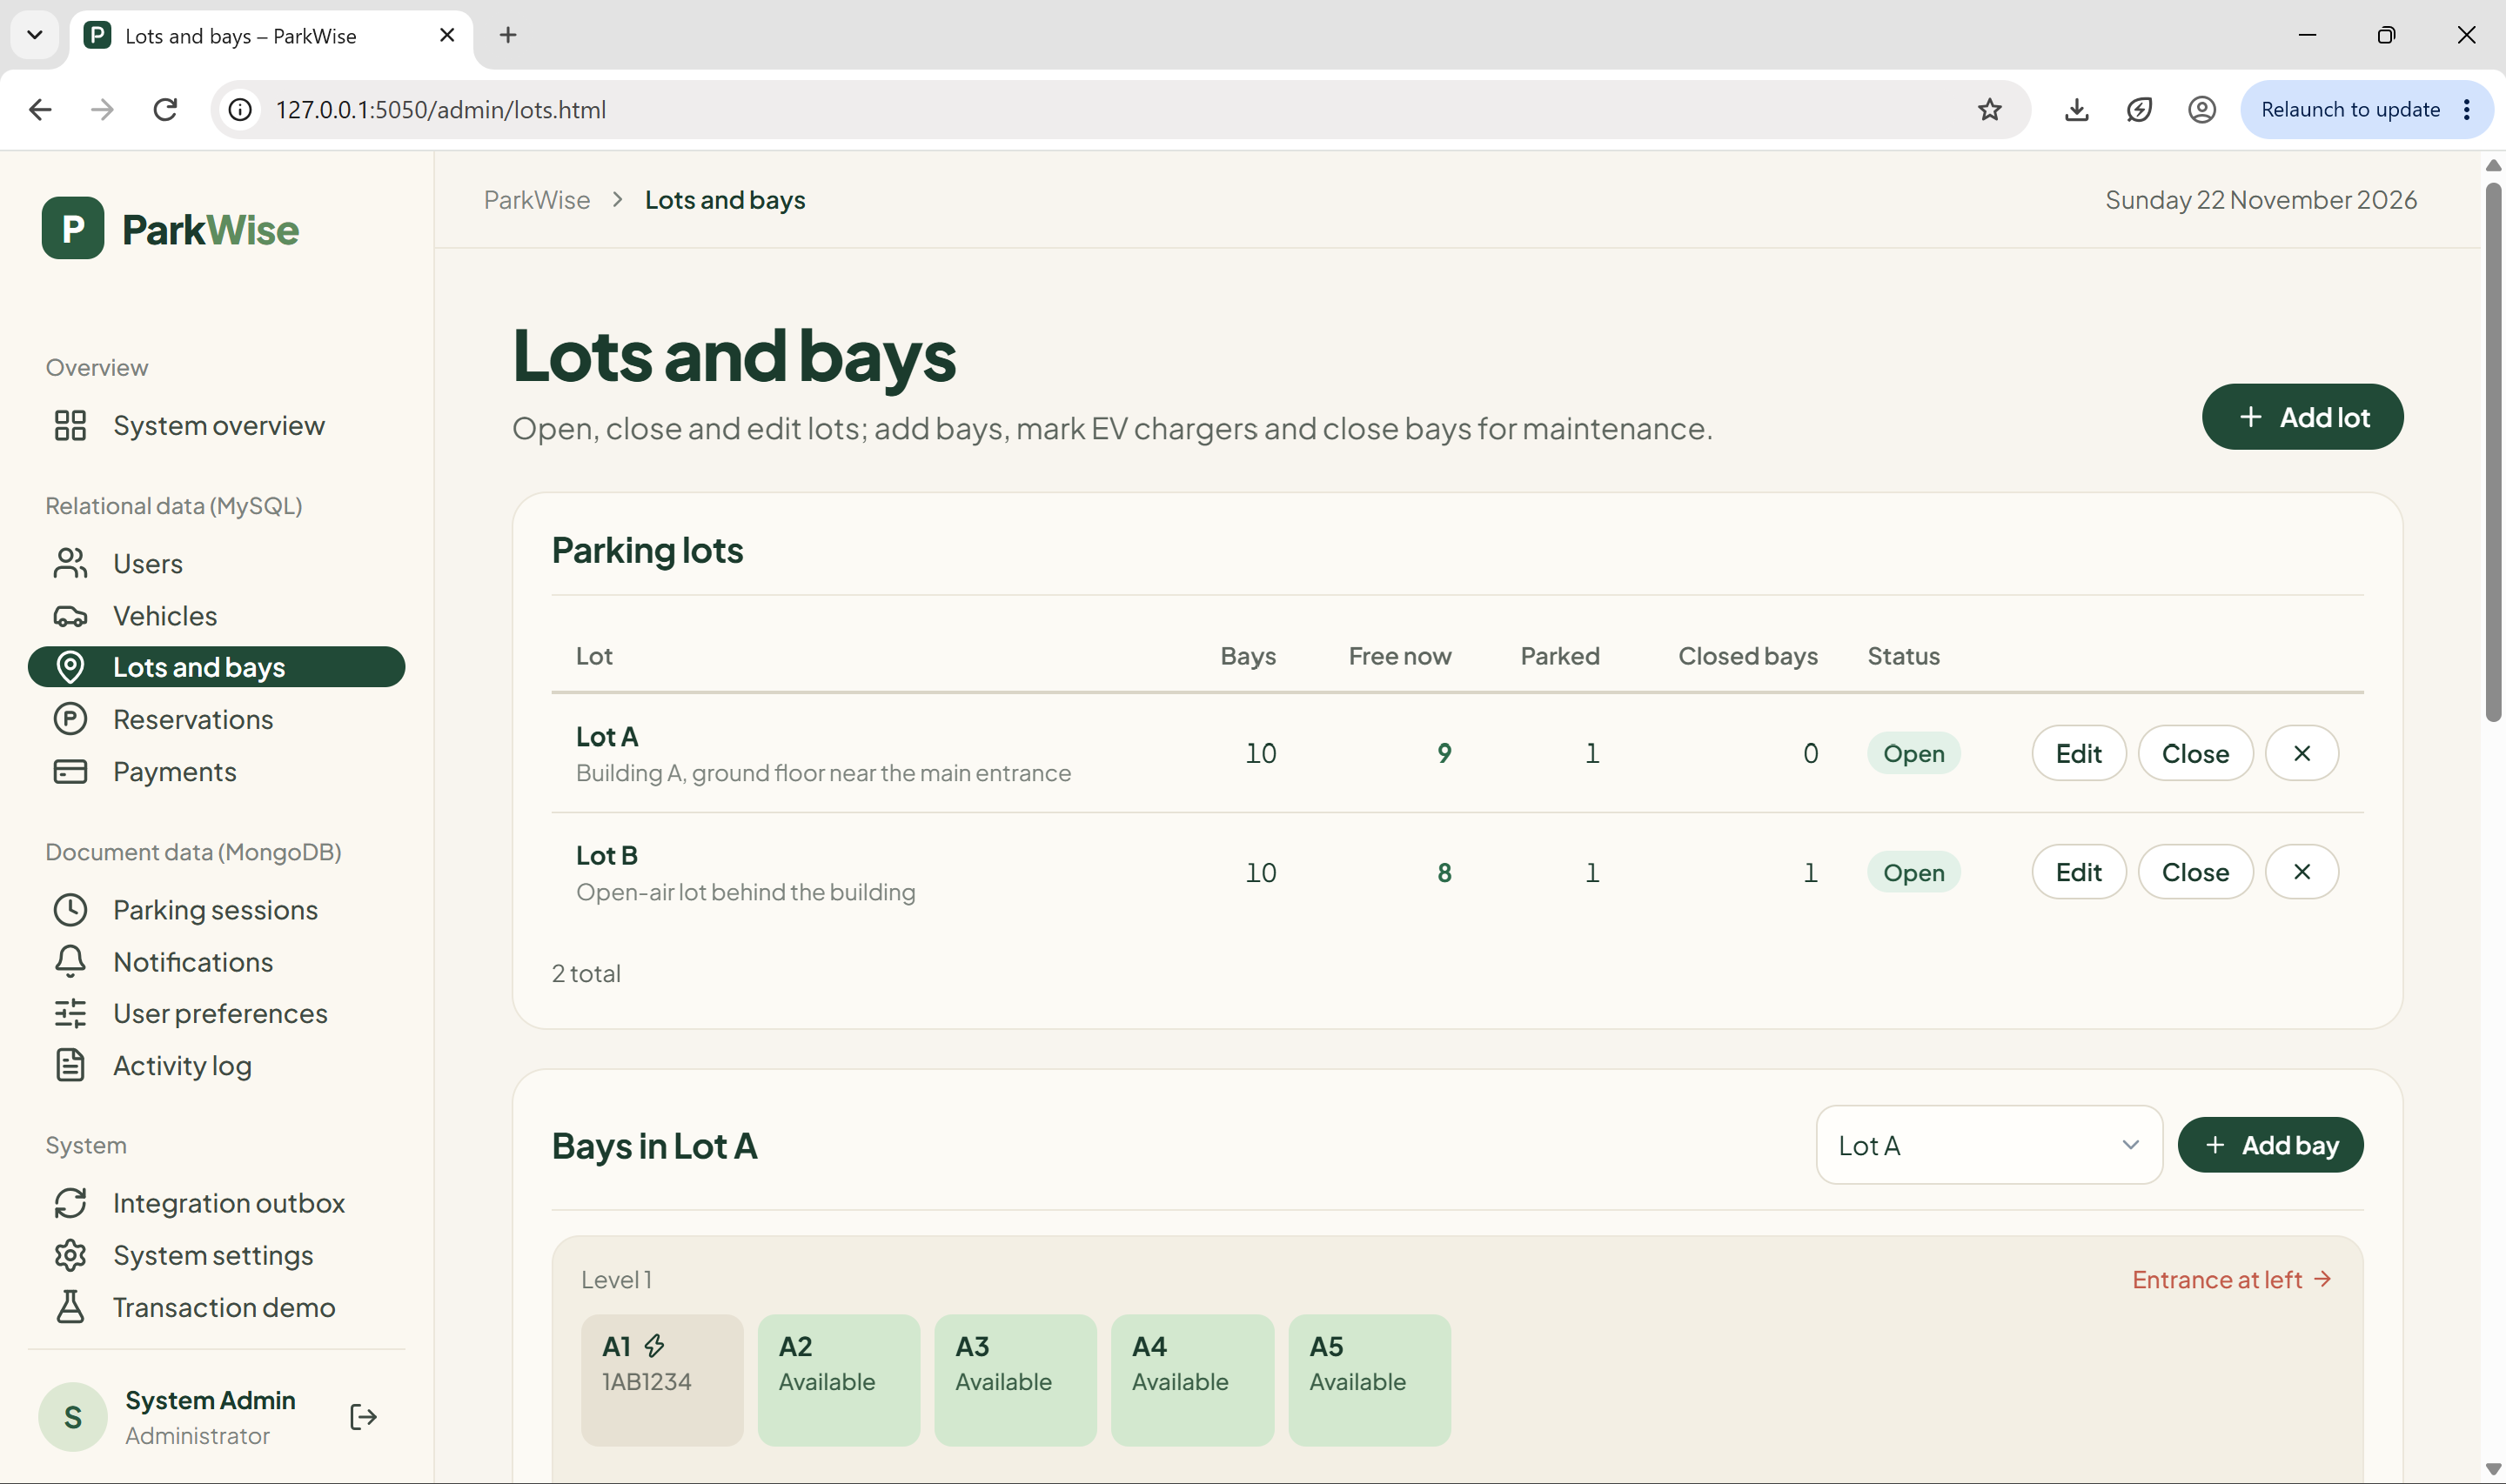 Lots and bays – ParkWise
127.0.0.1:5050/admin/lots.html
Relaunch to update
P ParkWise
Overview
System overview
Relational data (MySQL)
Users
Vehicles
Lots and bays
Reservations
Payments
Document data (MongoDB)
Parking sessions
Notifications
User preferences
Activity log
System
Integration outbox
System settings
Transaction demo
S
System Admin
Administrator
ParkWise > Lots and bays
Sunday 22 November 2026
Lots and bays
Open, close and edit lots; add bays, mark EV chargers and close bays for maintenance.
+ Add lot
Parking lots
Lot Bays Free now Parked Closed bays Status
Lot A
Building A, ground floor near the main entrance
10 9 1 0 Open Edit Close ×
Lot B
Open-air lot behind the building
10 8 1 1 Open Edit Close ×
2 total
Bays in Lot A
Lot A
+ Add bay
Level 1
Entrance at left →
A1
1AB1234
A2
Available
A3
Available
A4
Available
A5
Available